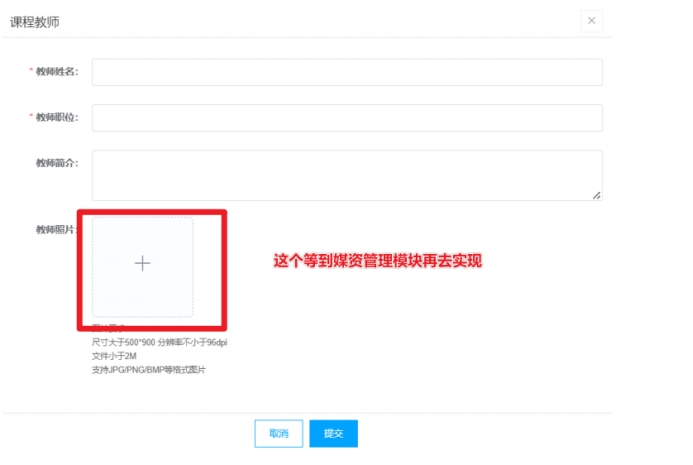 课程教师
* 教师姓名:
* 教师职位:
教师简介:
教师照片:
这个等到媒资管理模块再去实现
尺寸大于500*900 分辨率不小于96dpi
文件小于2M
支持JPG/PNG/BMP等格式图片
取消 提交